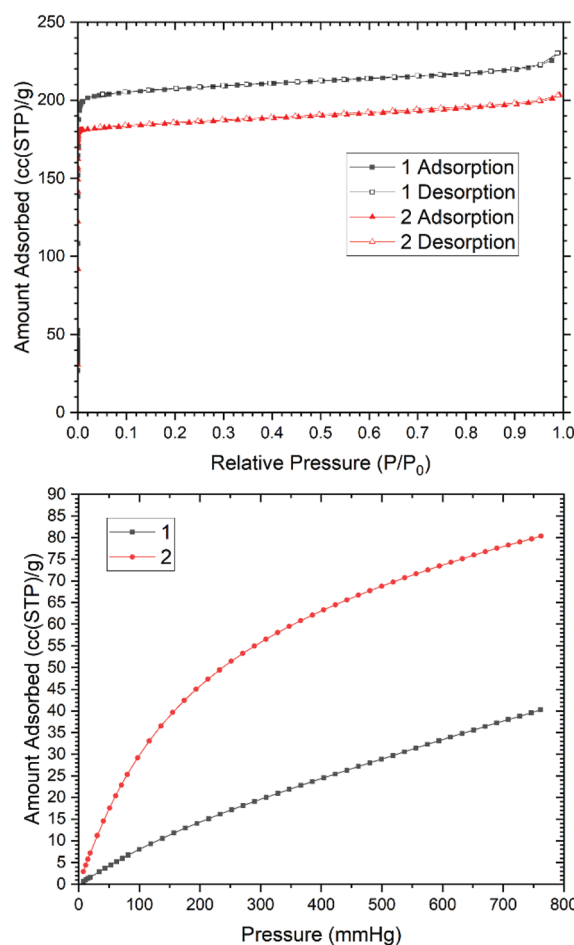 250
200
150
100
50
0
Amount Adsorbed (cc(STP)/g)
1 Adsorption
1 Desorption
2 Adsorption
2 Desorption
0.0 0.1 0.2 0.3 0.4 0.5 0.6 0.7 0.8 0.9 1.0
Relative Pressure (P/P₀)
90
85
80
75
70
65
60
55
50
45
40
35
30
25
20
15
10
5
0
Amount Adsorbed (cc(STP)/g)
1
2
0 100 200 300 400 500 600 700 800
Pressure (mmHg)